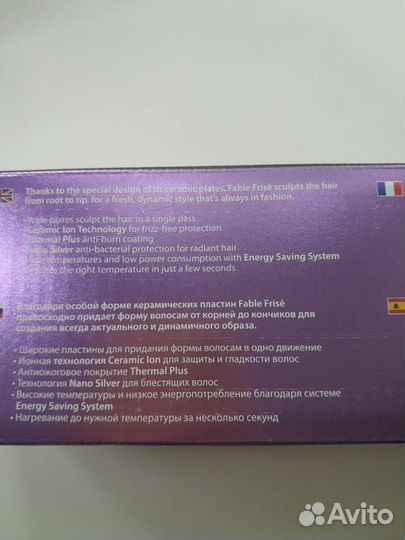 Thanks to the special design of its ceramic plates, Fable Frisè sculpts the hair
from root to tip, for a fresh, dynamic style that's always in fashion.
• Wide plates sculpt the hair in a single pass
• Ceramic Ion Technology for frizz-free protection
• Thermal Plus anti-burn coating
• Nano Silver anti-bacterial protection for radiant hair
temperatures and low power consumption with Energy Saving System
the right temperature in just a few seconds
Благодаря особой форме керамических пластин Fable Frisè
превосходно придает форму волосам от корней до кончиков для
создания всегда актуального и динамичного образа.
• Широкие пластины для придания формы волосам в одно движение
• Ионная технология Ceramic Ion для защиты и гладкости волос
• Антиожоговое покрытие Thermal Plus
• Технология Nano Silver для блестящих волос
• Высокие температуры и низкое энергопотребление благодаря системе
Energy Saving System
• Нагревание до нужной температуры за несколько секунд
Avito